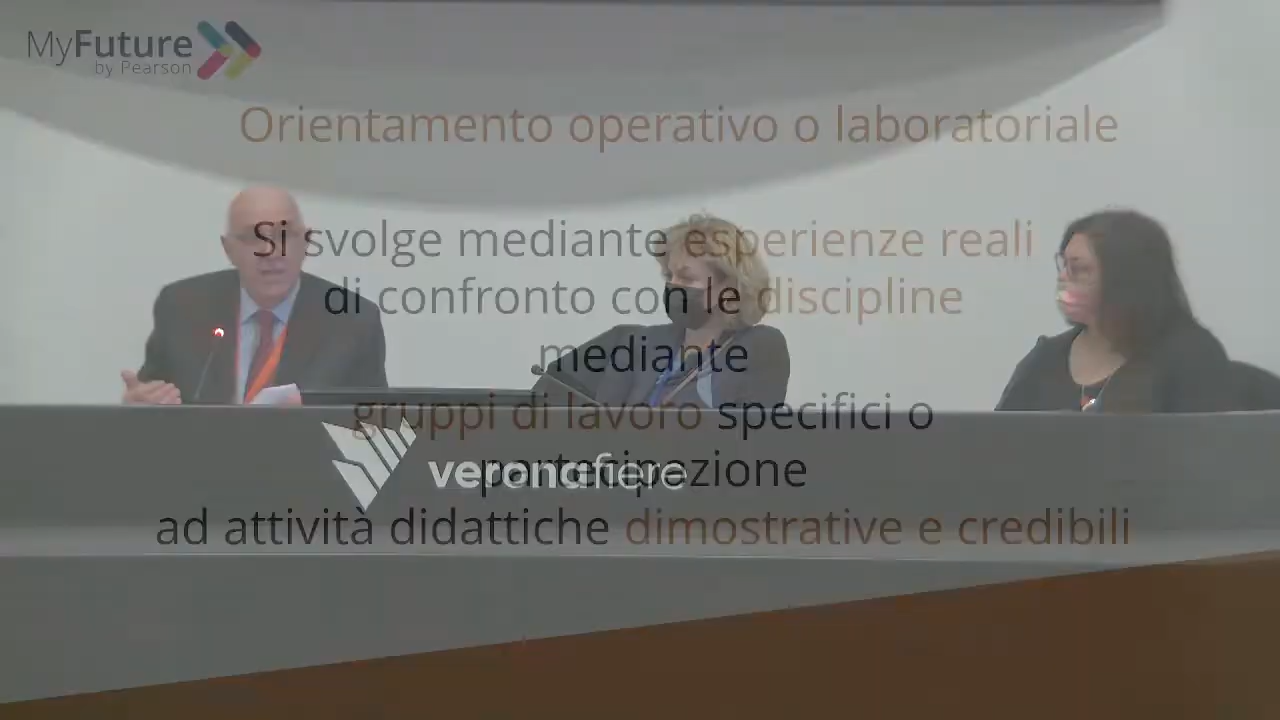 MyFuture
by Pearson
Orientamento operativo o laboratoriale
Si svolge mediante esperienze reali
di confronto con le discipline
mediante
gruppi di lavoro specifici o
partecipazione
veronafiere
ad attività didattiche dimostrative e credibili